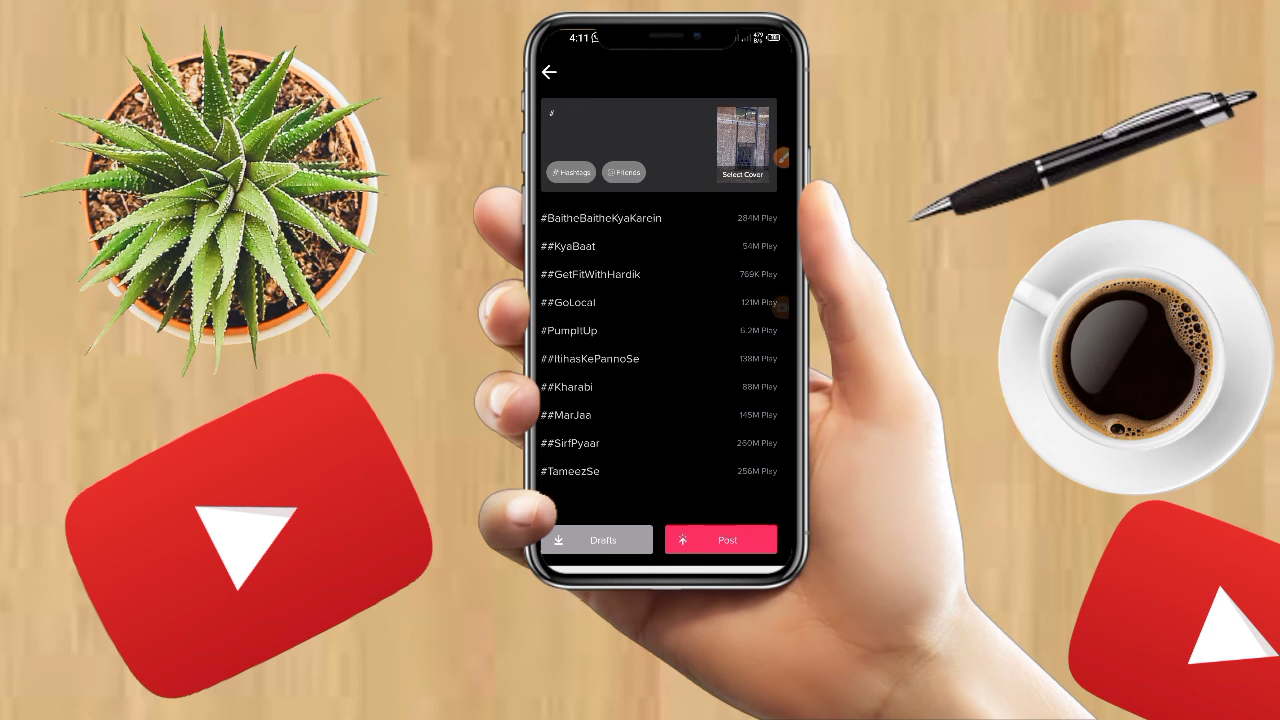 4:11
479 B/s
78
#
# Hashtags @ Friends
Select Cover
#BaitheBaitheKyaKarein 284M Play
##KyaBaat 54M Play
##GetFitWithHardik 769K Play
##GoLocal 121M Play
#PumpItUp 6.2M Play
##ItihasKePannoSe 138M Play
##Kharabi 88M Play
##MarJaa 145M Play
##SirfPyaar 260M Play
#TameezSe 256M Play
Drafts Post